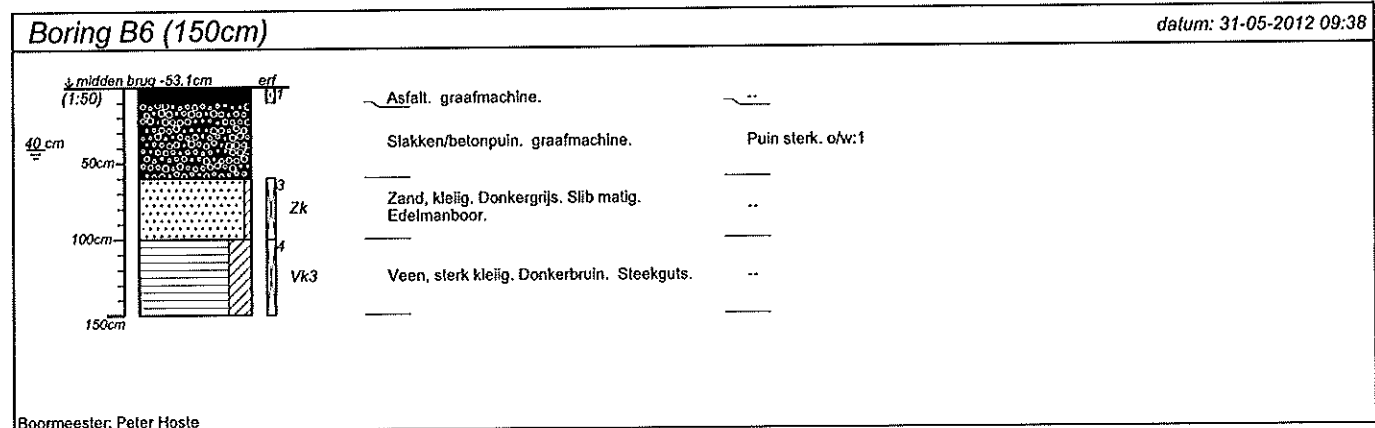 Boring B6 (150cm)
datum: 31-05-2012 09:38
midden brug -53.1cm erf
(1:50)
1
Asfalt. graafmachine.
--
40 cm
Slakken/betonpuin. graafmachine.
Puin sterk. o/w:1
50cm
3
Zk
Zand, kleiig. Donkergrijs. Slib matig.
Edelmanboor.
--
100cm
4
Vk3
Veen, sterk kleiig. Donkerbruin. Steekguts.
--
150cm
Boormeester: Peter Hoste